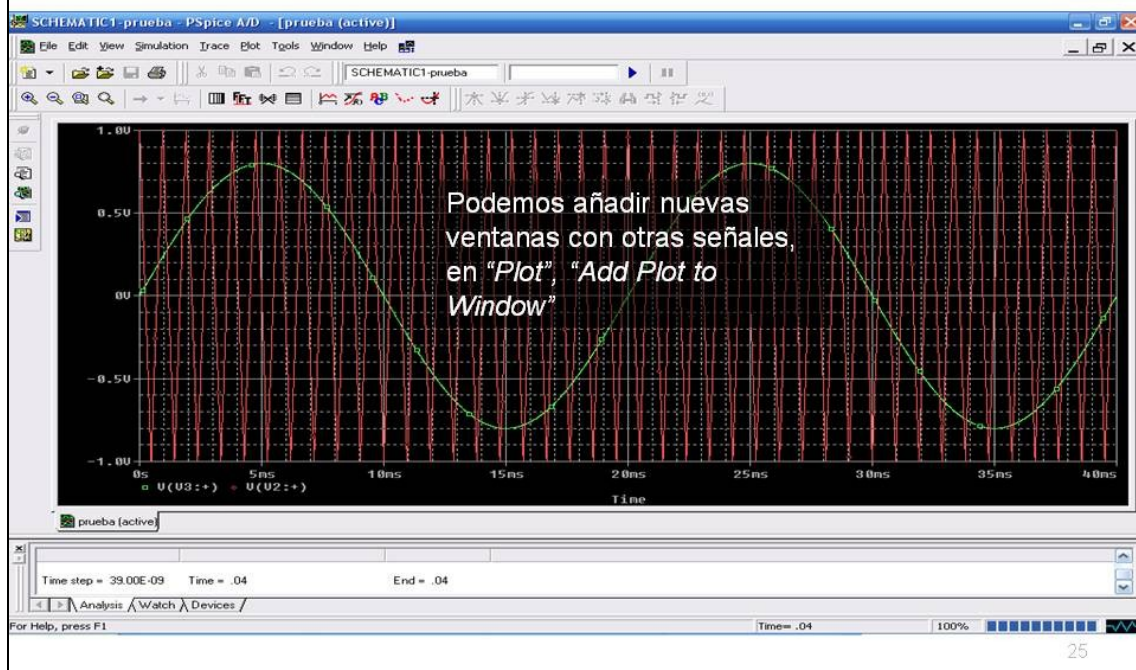 SCHEMATIC1-prueba - PSpice A/D - [prueba (active)]
File Edit View Simulation Trace Plot Tools Window Help
SCHEMATIC1-prueba
1.0V
0.5V
0V
-0.5V
-1.0V
Podemos añadir nuevas
ventanas con otras señales,
en “Plot”, “Add Plot to
Window”
0s 5ms 10ms 15ms 20ms 25ms 30ms 35ms 40ms
V(V3:+) V(V2:+)
Time
prueba (active)
Time step = 39.00E-09 Time = .04 End = .04
Analysis Watch Devices
For Help, press F1 Time= .04 100%
25